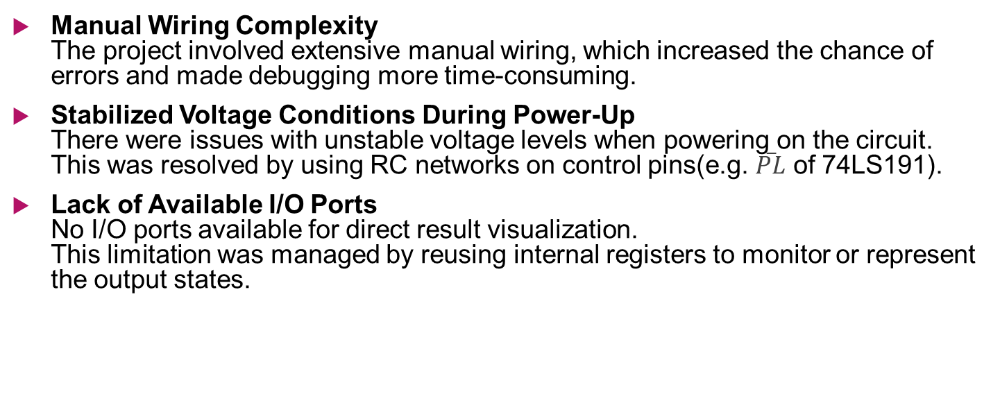 Manual Wiring Complexity
The project involved extensive manual wiring, which increased the chance of
errors and made debugging more time-consuming.
Stabilized Voltage Conditions During Power-Up
There were issues with unstable voltage levels when powering on the circuit.
This was resolved by using RC networks on control pins(e.g. P̅L̅ of 74LS191).
Lack of Available I/O Ports
No I/O ports available for direct result visualization.
This limitation was managed by reusing internal registers to monitor or represent
the output states.